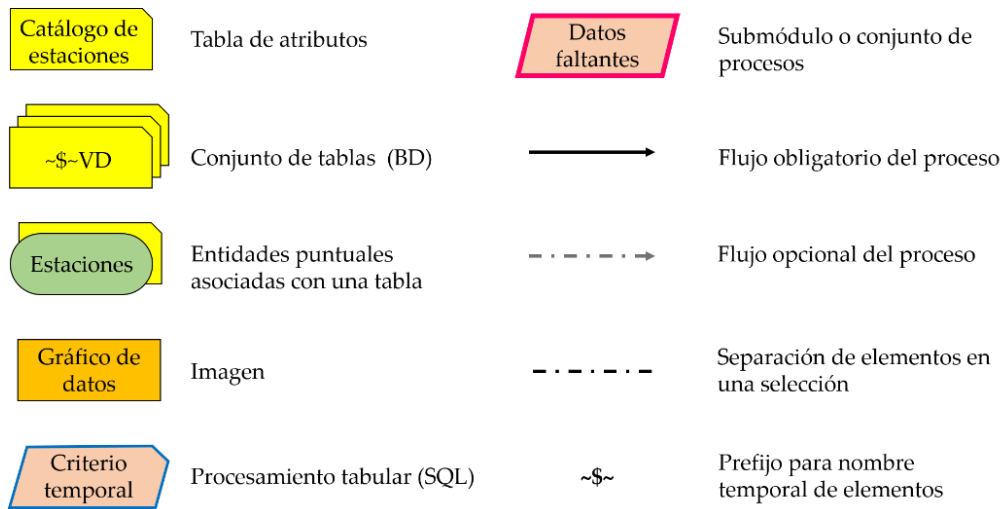 Catálogo de
estaciones
Tabla de atributos
Datos
faltantes
Submódulo o conjunto de
procesos
~$~VD
Conjunto de tablas (BD)
Flujo obligatorio del proceso
Estaciones
Entidades puntuales
asociadas con una tabla
Flujo opcional del proceso
Gráfico de
datos
Imagen
Separación de elementos en
una selección
Criterio
temporal
Procesamiento tabular (SQL)
~$~
Prefijo para nombre
temporal de elementos